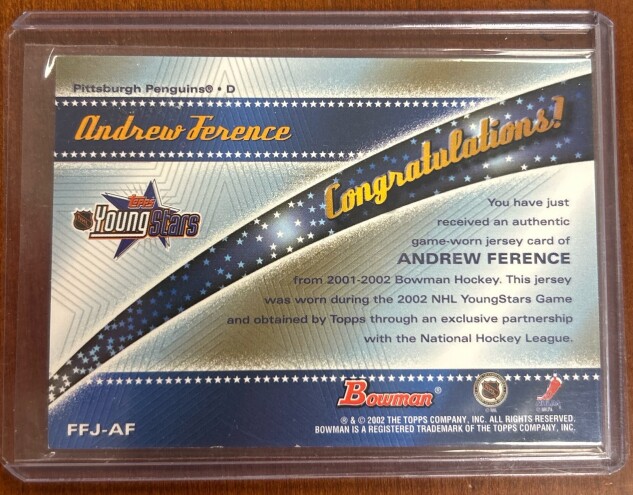 Pittsburgh Penguins® • D
Andrew Ference
Congratulations!
Topps
YoungStars
You have just
received an authentic
game-worn jersey card of
ANDREW FERENCE
from 2001-2002 Bowman Hockey. This jersey
was worn during the 2002 NHL YoungStars Game
and obtained by Topps through an exclusive partnership
with the National Hockey League.
Bowman®
FFJ-AF
® & © 2002 THE TOPPS COMPANY, INC. ALL RIGHTS RESERVED.
BOWMAN IS A REGISTERED TRADEMARK OF THE TOPPS COMPANY, INC.